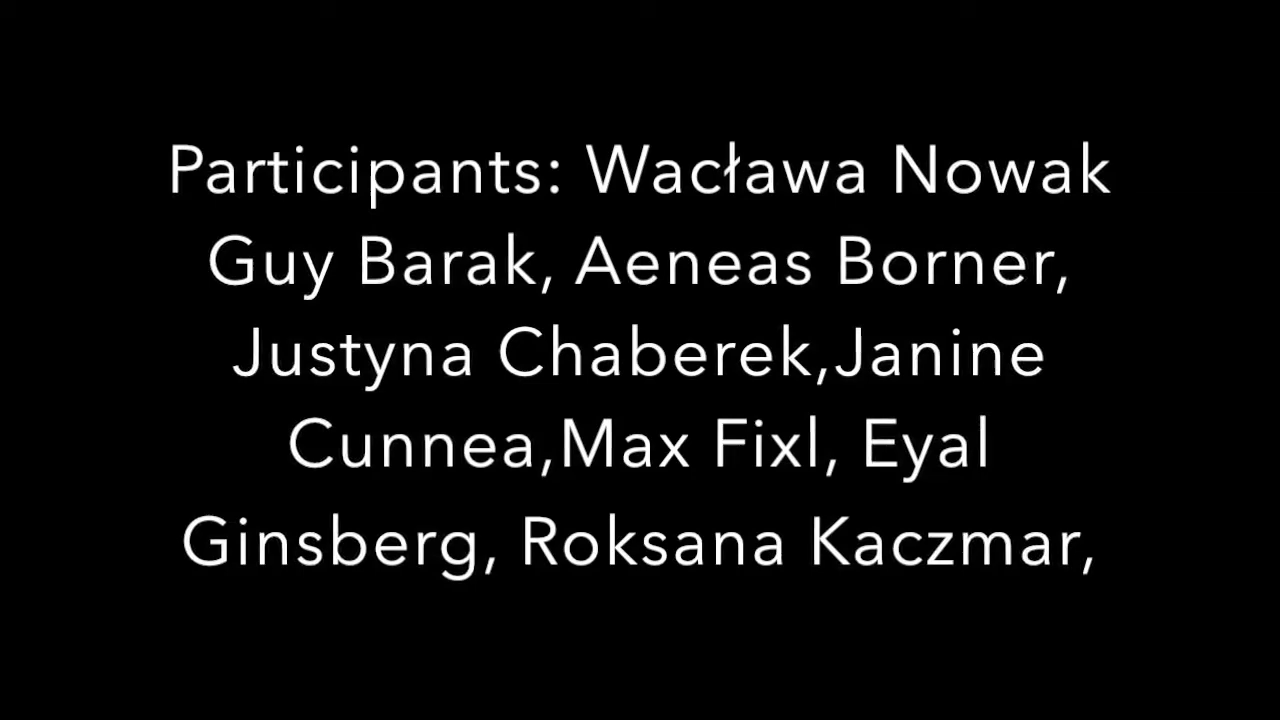 Participants: Wacława Nowak
Guy Barak, Aeneas Borner,
Justyna Chaberek,Janine
Cunnea,Max Fixl, Eyal
Ginsberg, Roksana Kaczmar,